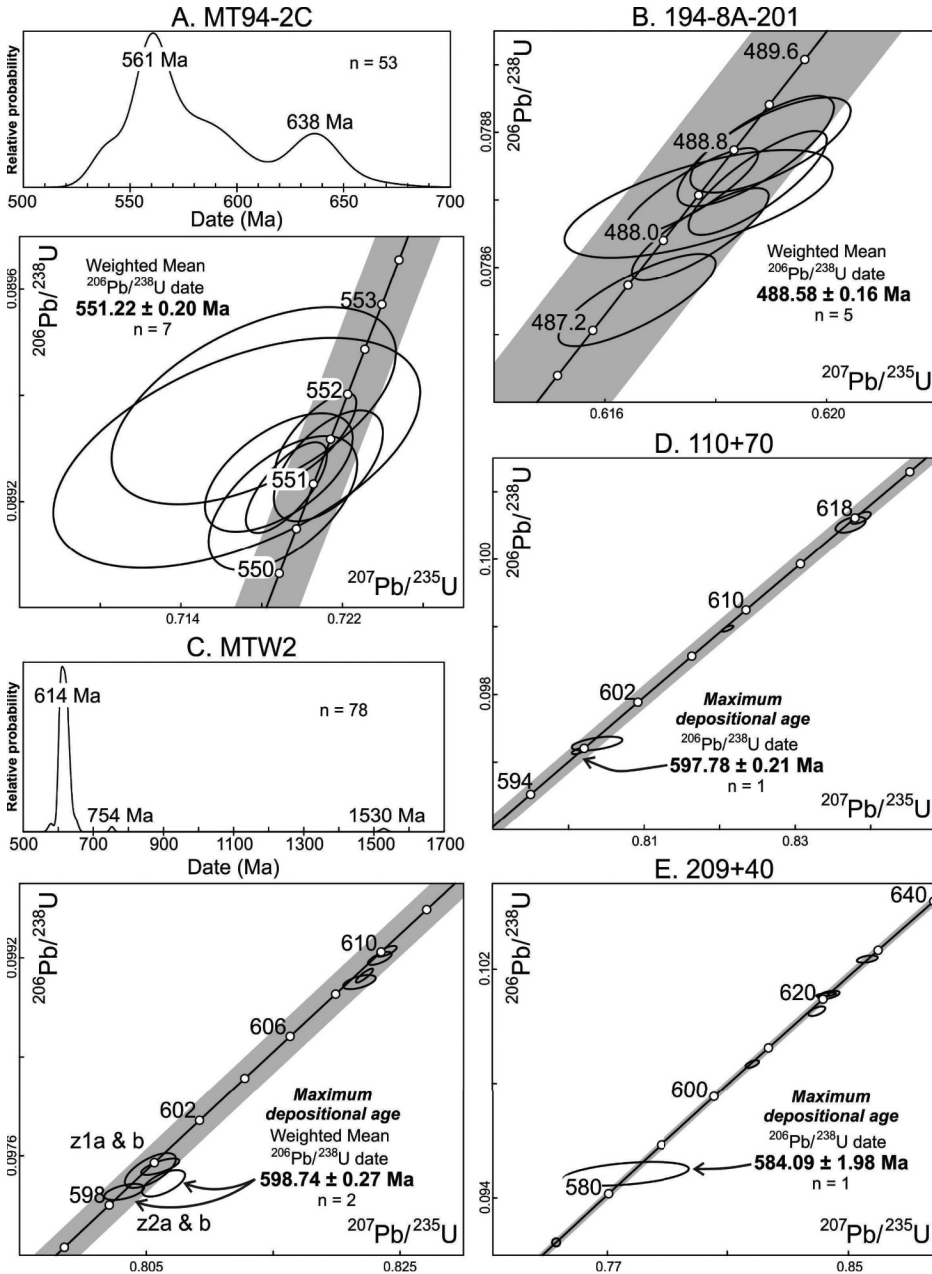 A. MT94-2C
Relative probability
561 Ma
n = 53
638 Ma
500 550 600 650 700
Date (Ma)
²⁰⁶Pb/²³⁸U
0.0896
0.0892
Weighted Mean
²⁰⁶Pb/²³⁸U date
551.22 ± 0.20 Ma
n = 7
553
552
551
550
²⁰⁷Pb/²³⁵U
0.714 0.722
B. 194-8A-201
²⁰⁶Pb/²³⁸U
0.0788
0.0786
489.6
488.8
488.0
487.2
Weighted Mean
²⁰⁶Pb/²³⁸U date
488.58 ± 0.16 Ma
n = 5
²⁰⁷Pb/²³⁵U
0.616 0.620
C. MTW2
Relative probability
614 Ma
n = 78
754 Ma
1530 Ma
500 700 900 1100 1300 1500 1700
Date (Ma)
²⁰⁶Pb/²³⁸U
0.0992
0.0976
610
606
602
598
z1a & b
z2a & b
Maximum
depositional age
Weighted Mean
²⁰⁶Pb/²³⁸U date
598.74 ± 0.27 Ma
n = 2
²⁰⁷Pb/²³⁵U
0.805 0.825
D. 110+70
²⁰⁶Pb/²³⁸U
0.100
0.098
618
610
602
594
Maximum
depositional age
²⁰⁶Pb/²³⁸U date
597.78 ± 0.21 Ma
n = 1
²⁰⁷Pb/²³⁵U
0.81 0.83
E. 209+40
²⁰⁶Pb/²³⁸U
0.102
0.094
640
620
600
580
Maximum
depositional age
²⁰⁶Pb/²³⁸U date
584.09 ± 1.98 Ma
n = 1
²⁰⁷Pb/²³⁵U
0.77 0.85